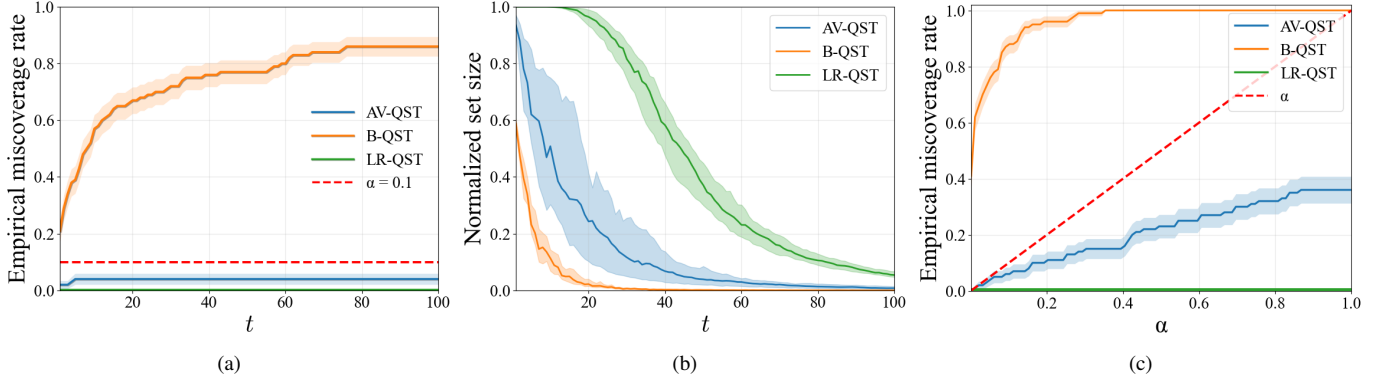 Empirical miscoverage rate
1.0
0.8
0.6
0.4
0.2
0.0
20
40
60
80
100
t
AV-QST
B-QST
LR-QST
α = 0.1
(a)
Normalized set size
1.0
0.8
0.6
0.4
0.2
0.0
20
40
60
80
100
t
AV-QST
B-QST
LR-QST
(b)
Empirical miscoverage rate
1.0
0.8
0.6
0.4
0.2
0.0
0.2
0.4
0.6
0.8
1.0
α
AV-QST
B-QST
LR-QST
α
(c)